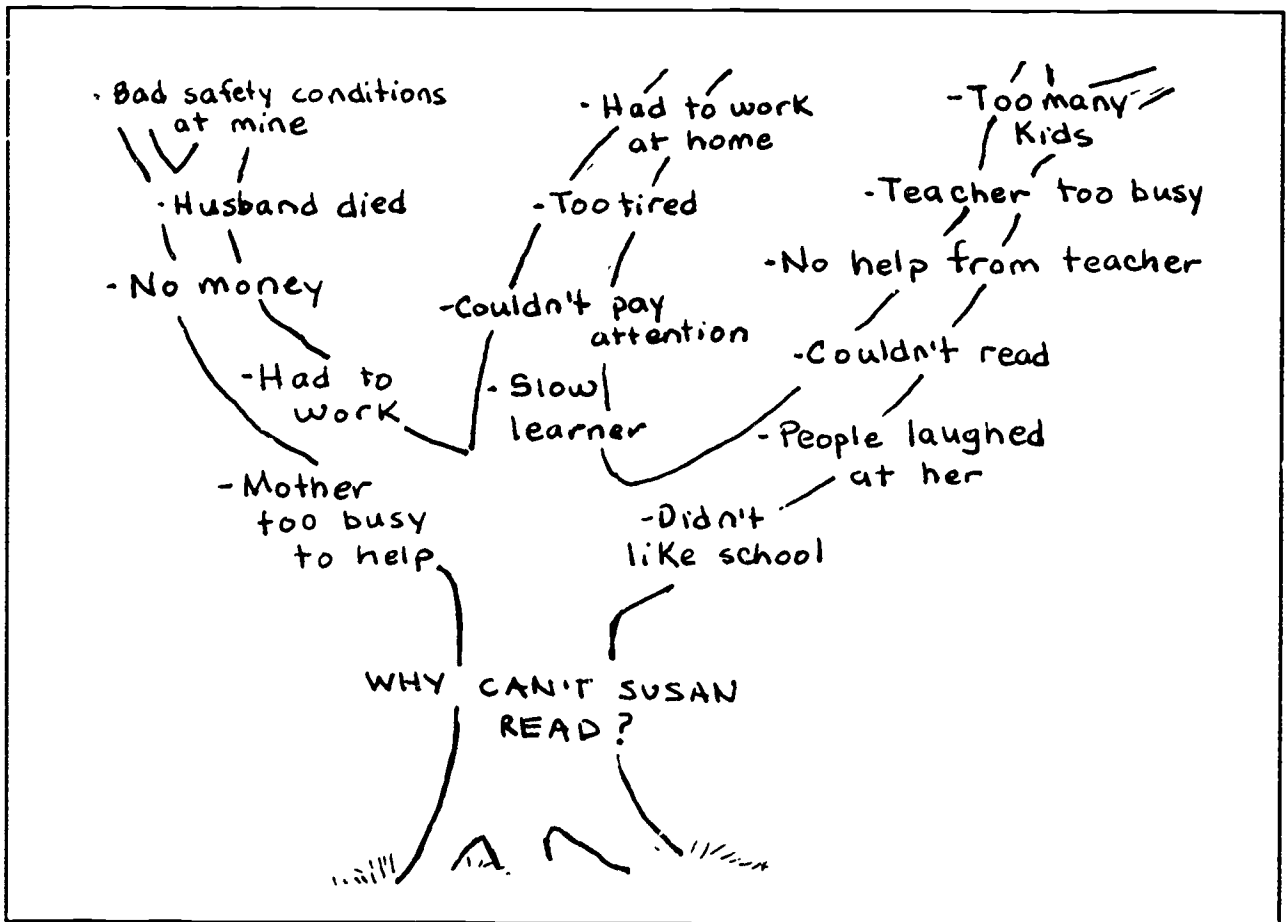 · Bad safety conditions
at mine
· Husband died
- No money
- Had to
work
- Mother
too busy
to help
- Had to work
at home
- Too tired
- Couldn't pay
attention
- Slow
learner
- Too many
Kids
- Teacher too busy
- No help from teacher
- Couldn't read
- People laughed
at her
- Didn't
like school
WHY CAN'T SUSAN
READ?